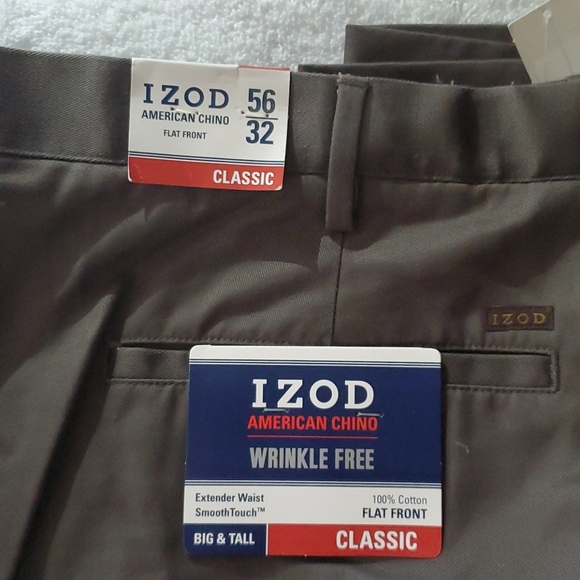 IZOD
AMERICAN CHINO
FLAT FRONT
56
32
CLASSIC
IZOD
IZOD
AMERICAN CHINO
WRINKLE FREE
Extender Waist
SmoothTouch™
100% Cotton
FLAT FRONT
BIG & TALL
CLASSIC